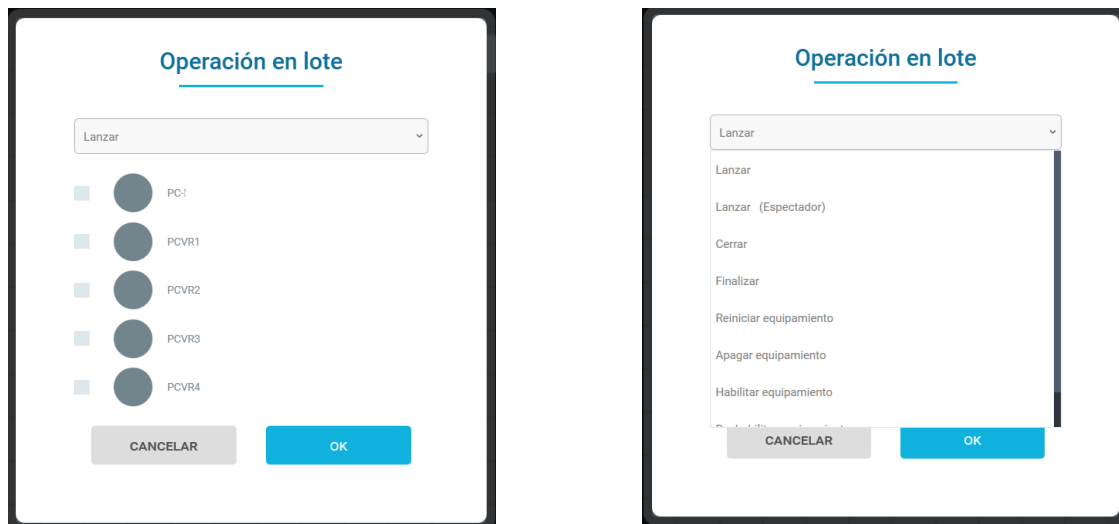 Operación en lote
Lanzar
PCVR1
PCVR2
PCVR3
PCVR4
CANCELAR
OK
Operación en lote
Lanzar
Lanzar
Lanzar (Espectador)
Cerrar
Finalizar
Reiniciar equipamiento
Apagar equipamiento
Habilitar equipamiento
CANCELAR
OK